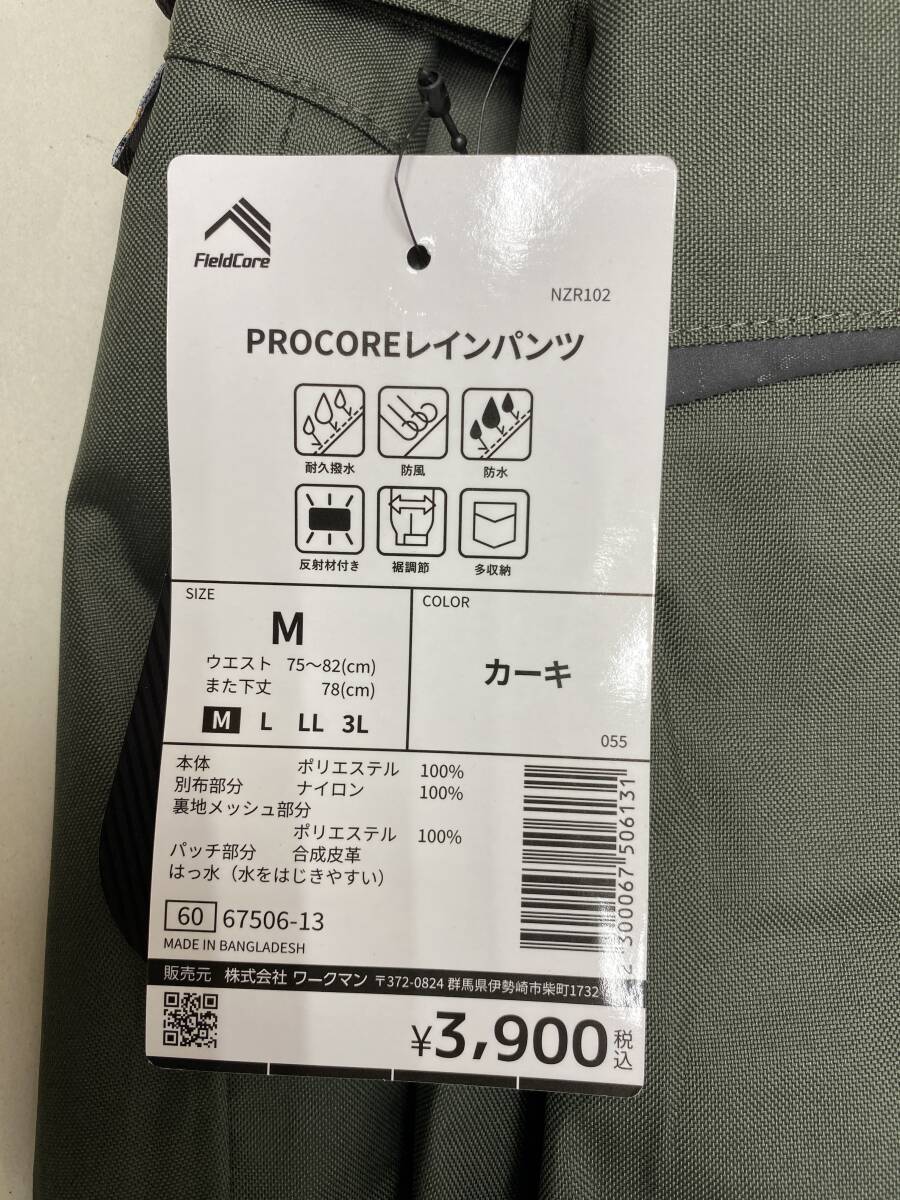 FieldCore
NZR102
PROCOREレインパンツ
耐久撥水 防風 防水
反射材付き 裾調節 多収納
SIZE
M
ウエスト 75〜82(cm)
また下丈 78(cm)
M L LL 3L
COLOR
カーキ
055
本体 ポリエステル 100%
別布部分 ナイロン 100%
裏地メッシュ部分
ポリエステル 100%
パッチ部分 合成皮革
はっ水（水をはじきやすい）
60 67506-13
MADE IN BANGLADESH
2300067506131
販売元 株式会社 ワークマン 〒372-0824 群馬県伊勢崎市柴町1732
¥3,900税込